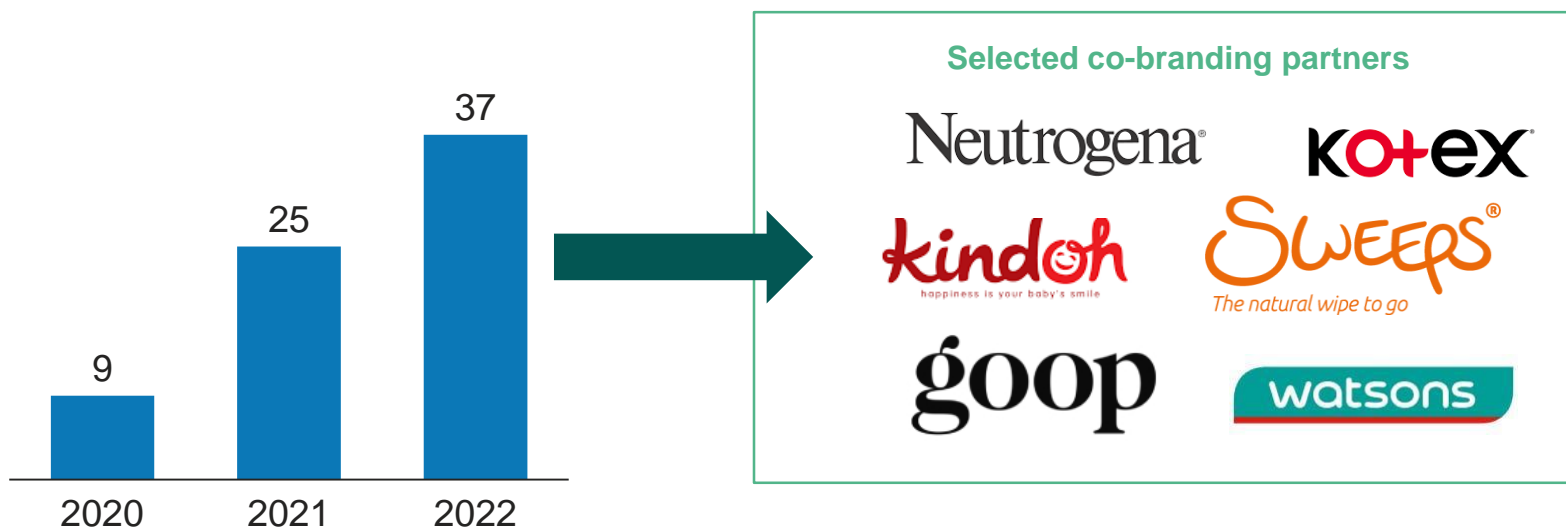 37
25
9
2020 2021 2022
Selected co-branding partners
Neutrogena®
Kotex®
kindoh
happiness is your baby's smile
SWEEPS®
The natural wipe to go
goop
watsons